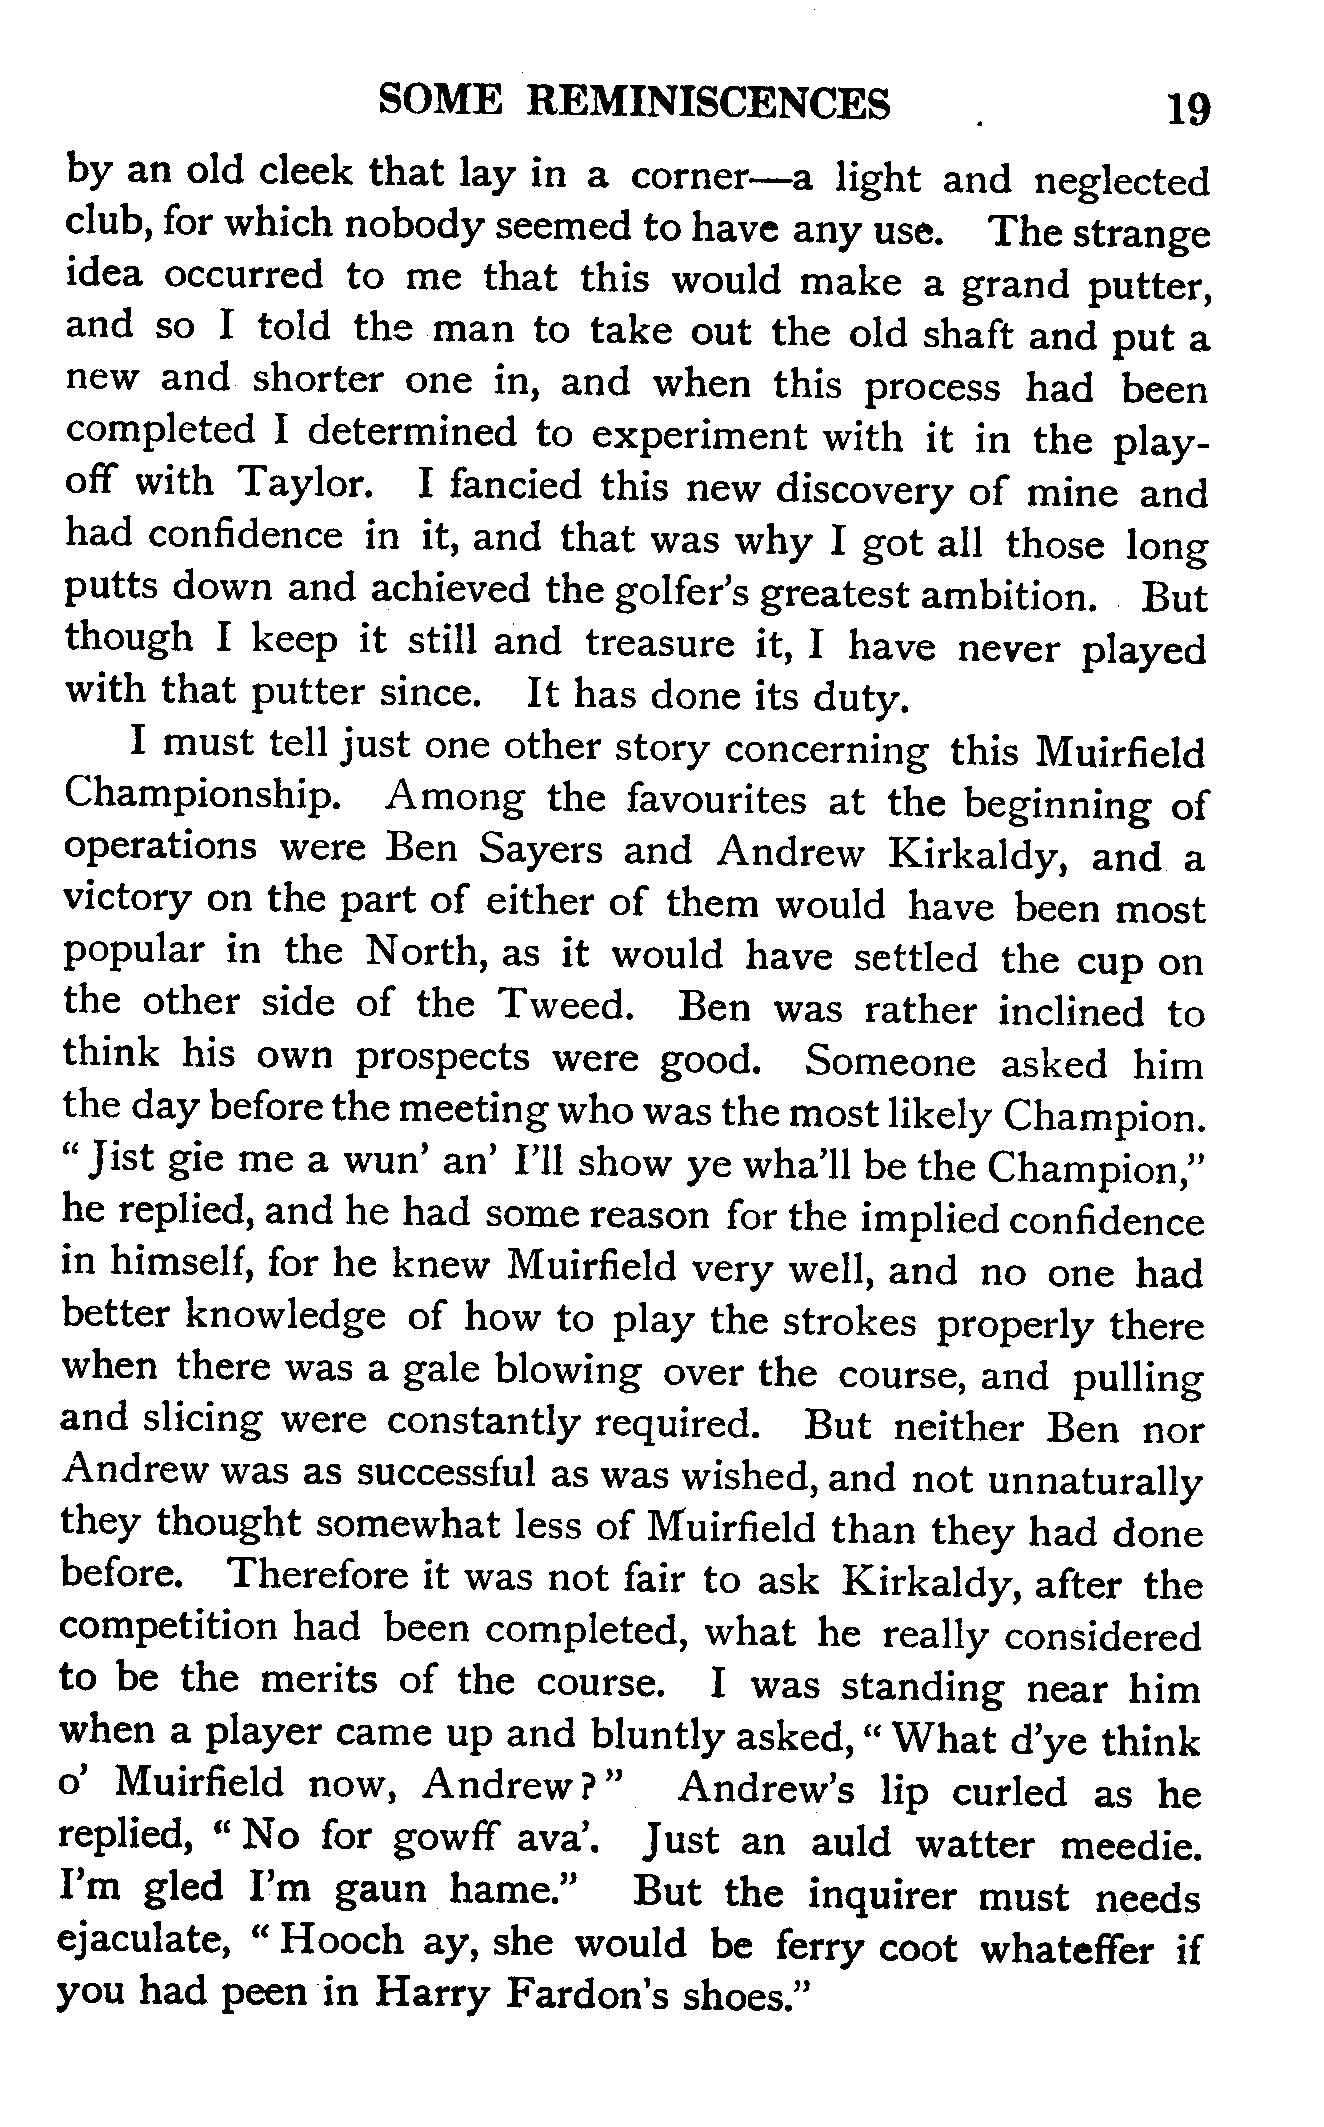 SOME REMINISCENCES 19
by an old cleek that lay in a corner—a light and neglected
club, for which nobody seemed to have any use. The strange
idea occurred to me that this would make a grand putter,
and so I told the man to take out the old shaft and put a
new and shorter one in, and when this process had been
completed I determined to experiment with it in the play-
off with Taylor. I fancied this new discovery of mine and
had confidence in it, and that was why I got all those long
putts down and achieved the golfer's greatest ambition. But
though I keep it still and treasure it, I have never played
with that putter since. It has done its duty.
I must tell just one other story concerning this Muirfield
Championship. Among the favourites at the beginning of
operations were Ben Sayers and Andrew Kirkaldy, and a
victory on the part of either of them would have been most
popular in the North, as it would have settled the cup on
the other side of the Tweed. Ben was rather inclined to
think his own prospects were good. Someone asked him
the day before the meeting who was the most likely Champion.
“ Jist gie me a wun' an' I'll show ye wha'll be the Champion,”
he replied, and he had some reason for the implied confidence
in himself, for he knew Muirfield very well, and no one had
better knowledge of how to play the strokes properly there
when there was a gale blowing over the course, and pulling
and slicing were constantly required. But neither Ben nor
Andrew was as successful as was wished, and not unnaturally
they thought somewhat less of Muirfield than they had done
before. Therefore it was not fair to ask Kirkaldy, after the
competition had been completed, what he really considered
to be the merits of the course. I was standing near him
when a player came up and bluntly asked, “ What d'ye think
o' Muirfield now, Andrew? ” Andrew's lip curled as he
replied, “ No for gowff ava'. Just an auld watter meedie.
I'm gled I'm gaun hame.” But the inquirer must needs
ejaculate, “ Hooch ay, she would be ferry coot whateffer if
you had peen in Harry Fardon's shoes.”